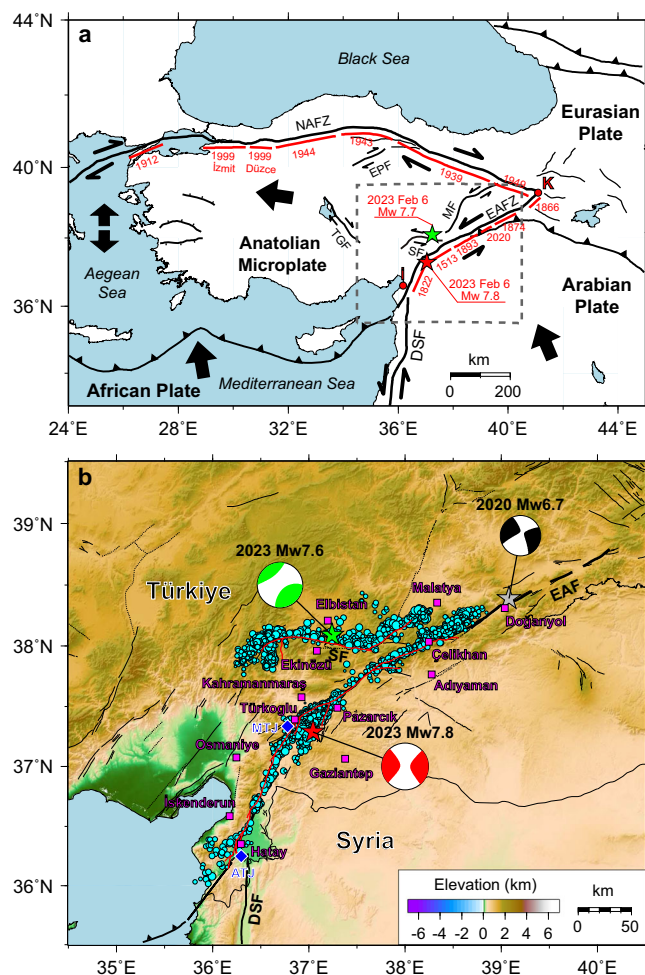 44˚N
a
Black Sea
Eurasian
Plate
NAFZ
1943
1912
1999
İzmit
1999
Düzce
1944
EPF
40˚N
1939
1949
K
2023 Feb 6
Mw 7.7
MF
EAFZ
1866
1874
TGF
Anatolian
Microplate
SF
2020
1893
1513
Aegean
Sea
I
1822
2023 Feb 6
Mw 7.8
Arabian
Plate
36˚N
DSF
km
African Plate
Mediterranean Sea
0
200
24˚E
28˚E
32˚E
36˚E
40˚E
44˚E
b
39˚N
2020 Mw6.7
2023 Mw7.6
Türkiye
Malatya
EAF
Elbistan
Doğanyol
38˚N
SF
Ekinözü
Çelikhan
Kahramanmaraş
Adıyaman
Türkoğlu
Pazarcık
MTJ
2023 Mw7.8
Osmaniye
37˚N
Gaziantep
İskenderun
Syria
Hatay
ATJ
36˚N
DSF
Elevation (km)
km
-6
-4
-2
0
2
4
6
0
50
35˚E
36˚E
37˚E
38˚E
39˚E
40˚E